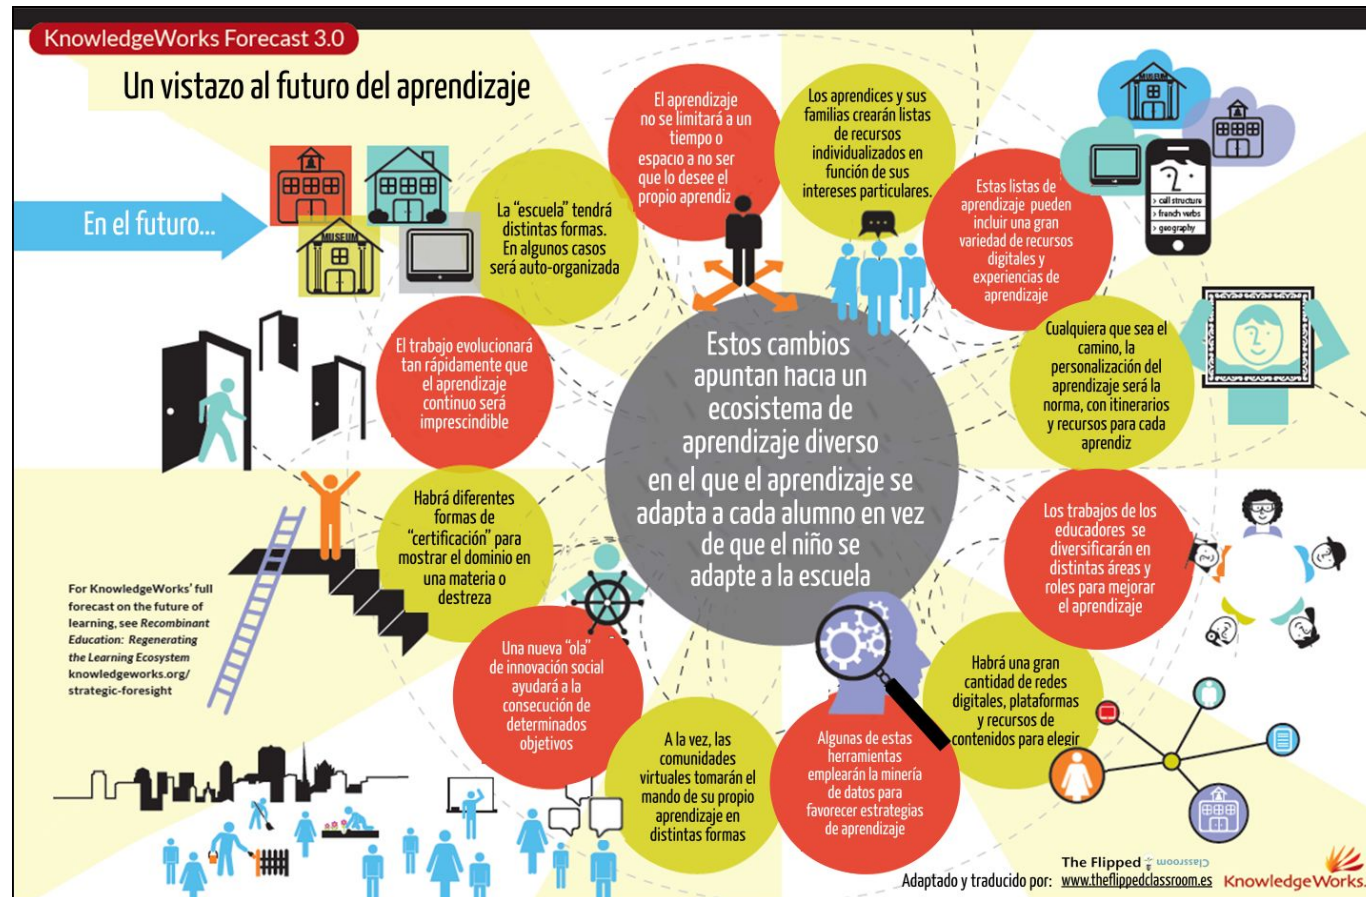 KnowledgeWorks Forecast 3.0
Un vistazo al futuro del aprendizaje
En el futuro...
MUSEUM
La “escuela” tendrá
distintas formas.
En algunos casos
será auto-organizada
El aprendizaje
no se limitará a un
tiempo o
espacio a no ser
que lo desee el
propio aprendiz
Los aprendices y sus
familias crearán listas
de recursos
individualizados en
función de sus
intereses particulares.
Estas listas de
aprendizaje pueden
incluir una gran
variedad de recursos
digitales y
experiencias de
aprendizaje
MUSEUM
> cell structure
> french verbs
> geography
Cualquiera que sea el
camino, la
personalización del
aprendizaje será la
norma, con itinerarios
y recursos para cada
aprendiz
Los trabajos de los
educadores se
diversificarán en
distintas áreas y
roles para mejorar
el aprendizaje
Habrá una gran
cantidad de redes
digitales, plataformas
y recursos de
contenidos para elegir
Algunas de estas
herramientas
emplearán la minería
de datos para
favorecer estrategias
de aprendizaje
A la vez, las
comunidades
virtuales tomarán el
mando de su propio
aprendizaje en
distintas formas
Una nueva “ola”
de innovación social
ayudará a la
consecución de
determinados
objetivos
Habrá diferentes
formas de
“certificación” para
mostrar el dominio en
una materia o
destreza
El trabajo evolucionará
tan rápidamente que
el aprendizaje
continuo será
imprescindible
Estos cambios
apuntan hacia un
ecosistema de
aprendizaje diverso
en el que el aprendizaje se
adapta a cada alumno en vez
de que el niño se
adapte a la escuela
For KnowledgeWorks’ full
forecast on the future of
learning, see Recombinant
Education: Regenerating
the Learning Ecosystem
knowledgeworks.org/
strategic-foresight
The Flipped Classroom
Adaptado y traducido por: www.theflippedclassroom.es
KnowledgeWorks.